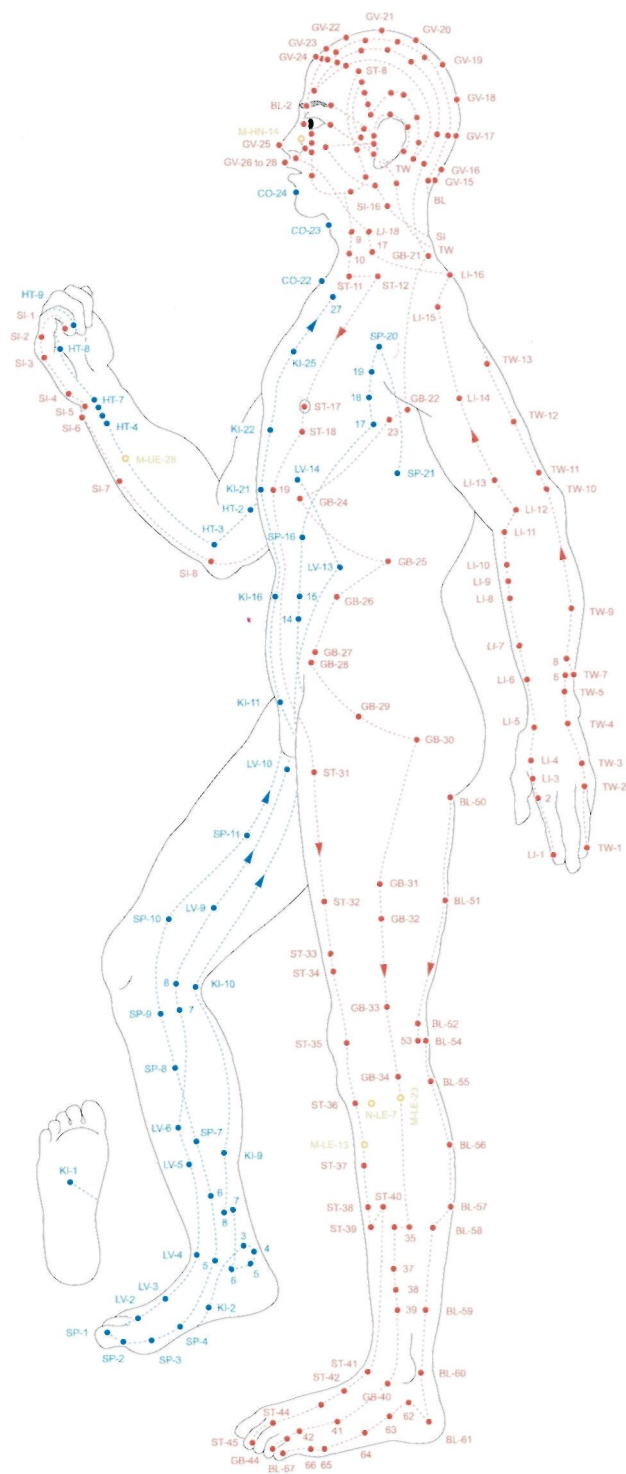 GV-21
GV-22
GV-20
GV-23
GV-19
GV-24
ST-8
GV-18
BL-2
M-HN-14
GV-17
GV-25
GV-26 to 28
TW
GV-16
GV-15
CO-24
BL
SI-16
CO-23
LI-18
SI
9
17
GB-21
TW
10
LI-16
CO-22
ST-11
ST-12
HT-9
27
LI-15
SI-1
SI-2
HT-8
SP-20
SI-3
KI-25
TW-13
19
SI-4
HT-7
18
LI-14
SI-5
ST-17
GB-22
SI-6
HT-4
TW-12
KI-22
ST-18
17
23
M-UE-28
LV-14
SP-21
TW-11
SI-7
KI-21
19
LI-13
TW-10
HT-2
GB-24
LI-12
HT-3
SP-16
LI-11
SI-8
LV-13
GB-25
LI-10
LI-9
KI-16
15
GB-26
LI-8
TW-9
14
GB-27
LI-7
8
GB-28
6
TW-7
LI-6
TW-5
KI-11
GB-29
LI-5
TW-4
GB-30
LV-10
ST-31
LI-4
TW-3
LI-3
TW-2
2
BL-50
SP-11
LI-1
TW-1
GB-31
LV-9
ST-32
BL-51
SP-10
GB-32
ST-33
ST-34
8
KI-10
GB-33
SP-9
7
BL-52
53
BL-54
ST-35
SP-8
GB-34
BL-55
ST-36
N-LE-7
M-LE-23
LV-6
SP-7
M-LE-13
BL-56
LV-5
KI-9
ST-37
KI-1
6
7
ST-38
ST-40
BL-57
8
ST-39
35
BL-58
3
4
LV-4
5
6
5
37
LV-3
38
LV-2
KI-2
39
BL-59
SP-1
SP-4
SP-2
SP-3
ST-41
BL-60
ST-42
GB-40
ST-44
62
41
63
ST-45
42
BL-61
GB-44
64
BL-67
66
65